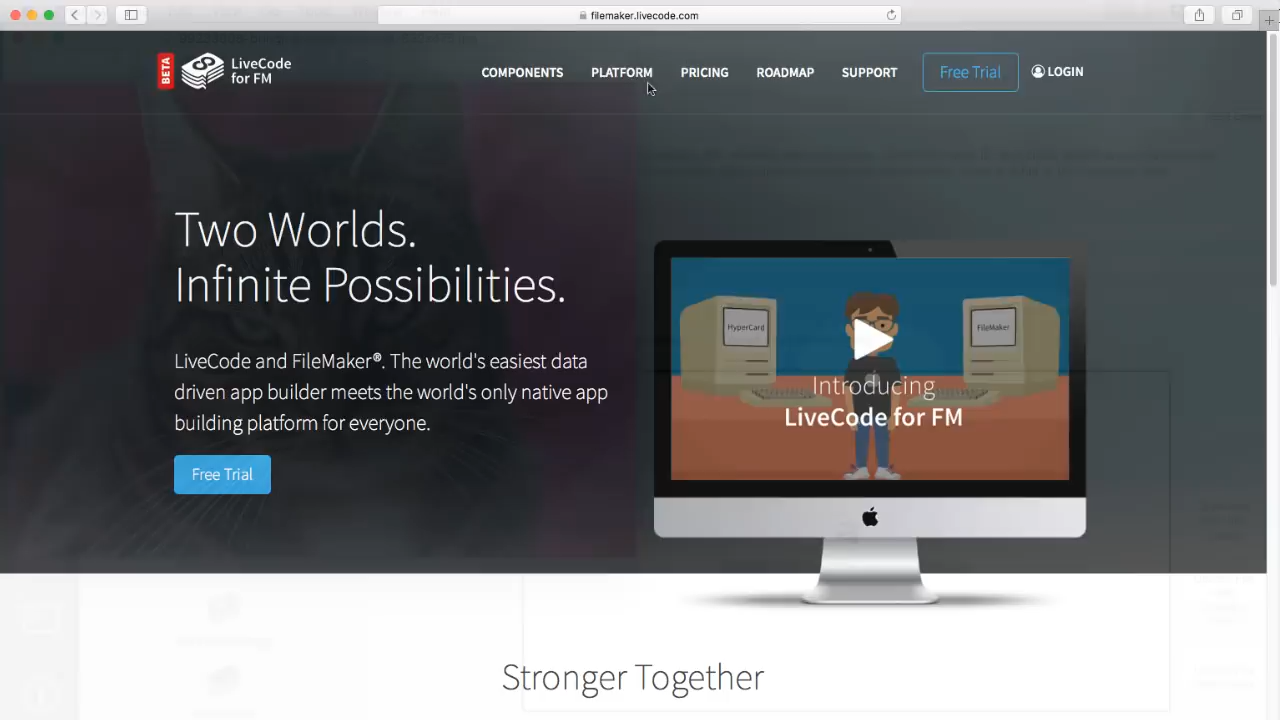 filemaker.livecode.com
BETA
LiveCode
for FM
COMPONENTS
PLATFORM
PRICING
ROADMAP
SUPPORT
Free Trial
LOGIN
Two Worlds.
Infinite Possibilities.
LiveCode and FileMaker®. The world's easiest data
driven app builder meets the world's only native app
building platform for everyone.
Free Trial
HyperCard
FileMaker
Introducing
LiveCode for FM
Stronger Together